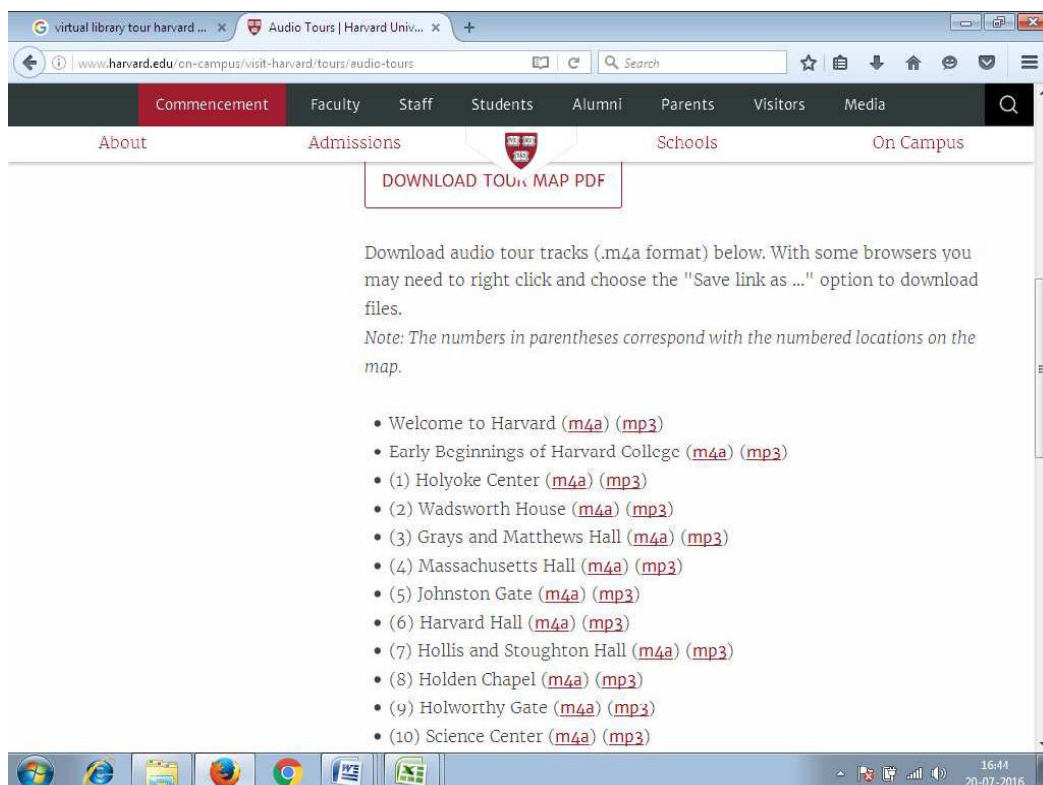 virtual library tour harvard ... × Audio Tours | Harvard Univ... × +
www.harvard.edu/on-campus/visit-harvard/tours/audio-tours Search
Commencement Faculty Staff Students Alumni Parents Visitors Media
About Admissions Schools On Campus
DOWNLOAD TOUR MAP PDF
Download audio tour tracks (.m4a format) below. With some browsers you
may need to right click and choose the "Save link as ..." option to download
files.
Note: The numbers in parentheses correspond with the numbered locations on the
map.
• Welcome to Harvard (m4a) (mp3)
• Early Beginnings of Harvard College (m4a) (mp3)
• (1) Holyoke Center (m4a) (mp3)
• (2) Wadsworth House (m4a) (mp3)
• (3) Grays and Matthews Hall (m4a) (mp3)
• (4) Massachusetts Hall (m4a) (mp3)
• (5) Johnston Gate (m4a) (mp3)
• (6) Harvard Hall (m4a) (mp3)
• (7) Hollis and Stoughton Hall (m4a) (mp3)
• (8) Holden Chapel (m4a) (mp3)
• (9) Holworthy Gate (m4a) (mp3)
• (10) Science Center (m4a) (mp3)
16:44
20-07-2016